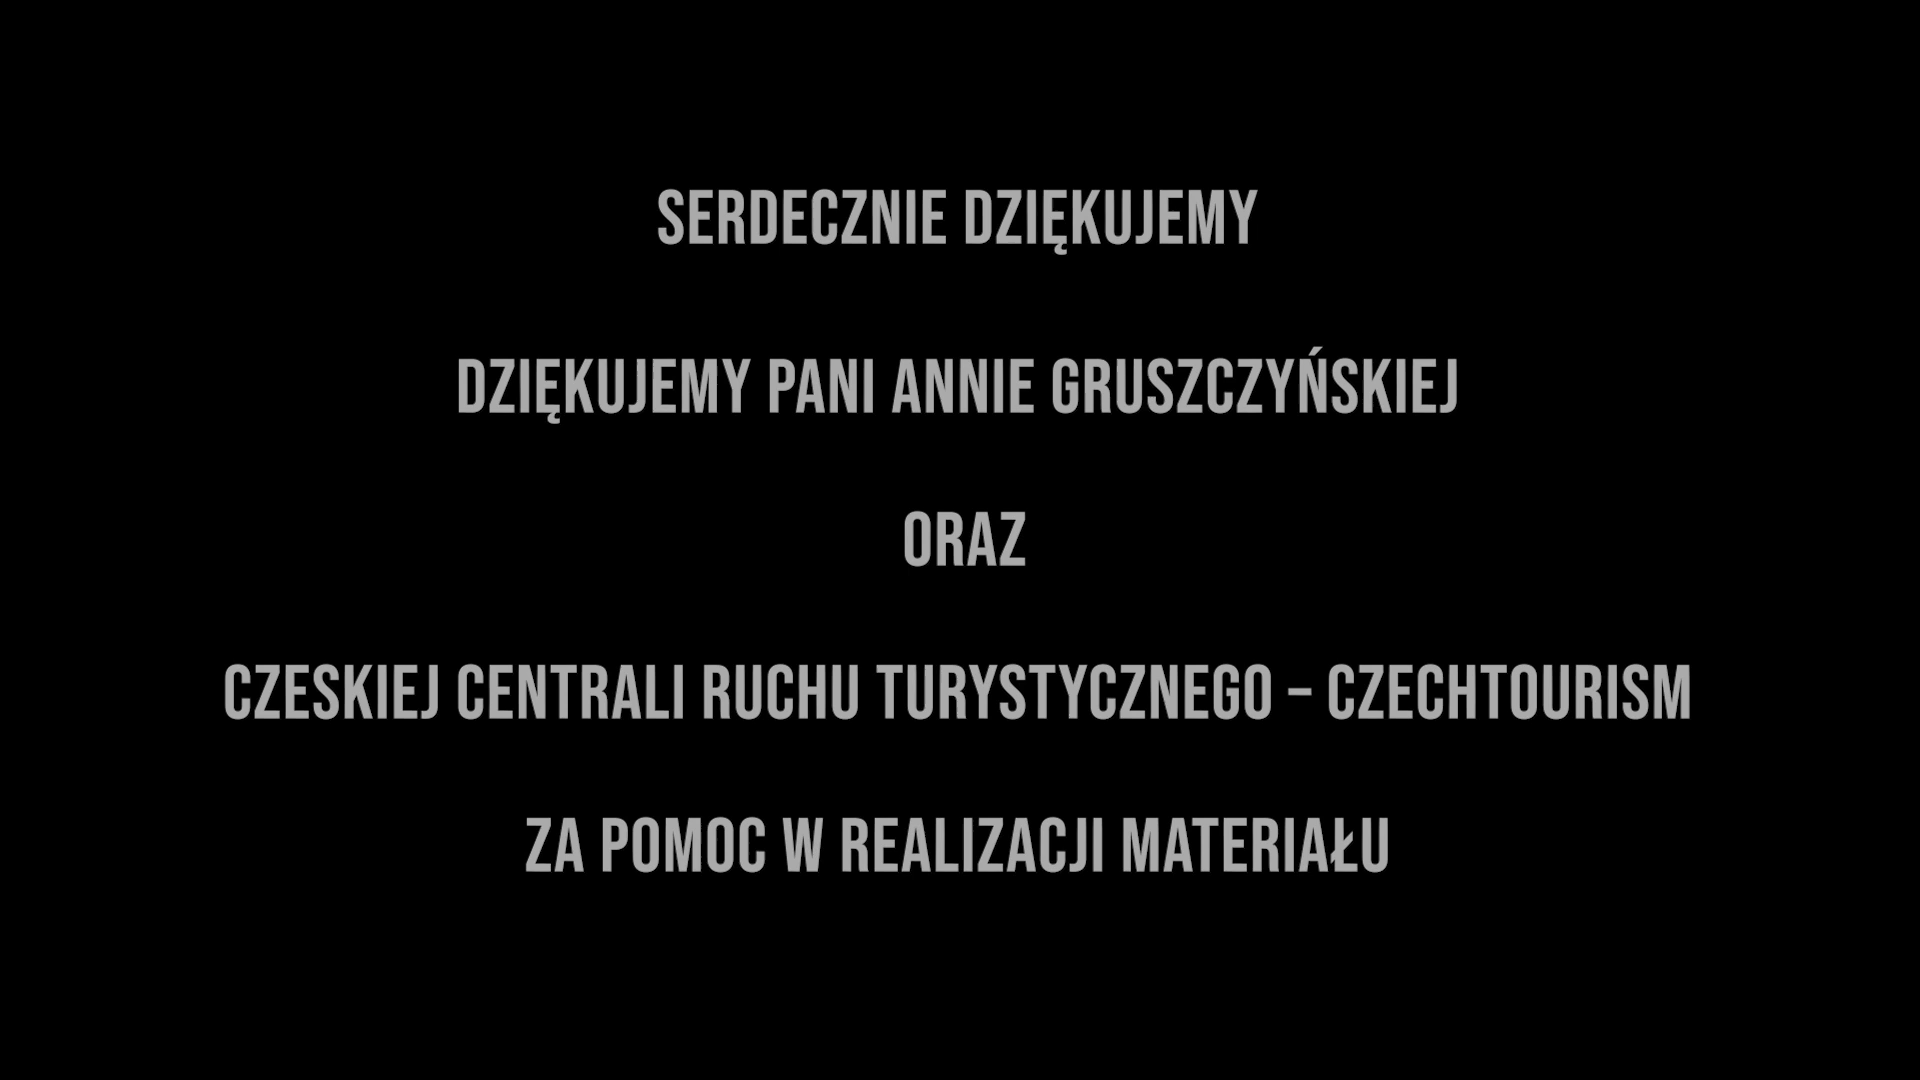 SERDECZNIE DZIĘKUJEMY
DZIĘKUJEMY PANI ANNIE GRUSZCZYŃSKIEJ
ORAZ
CZESKIEJ CENTRALI RUCHU TURYSTYCZNEGO – CZECHTOURISM
ZA POMOC W REALIZACJI MATERIAŁU